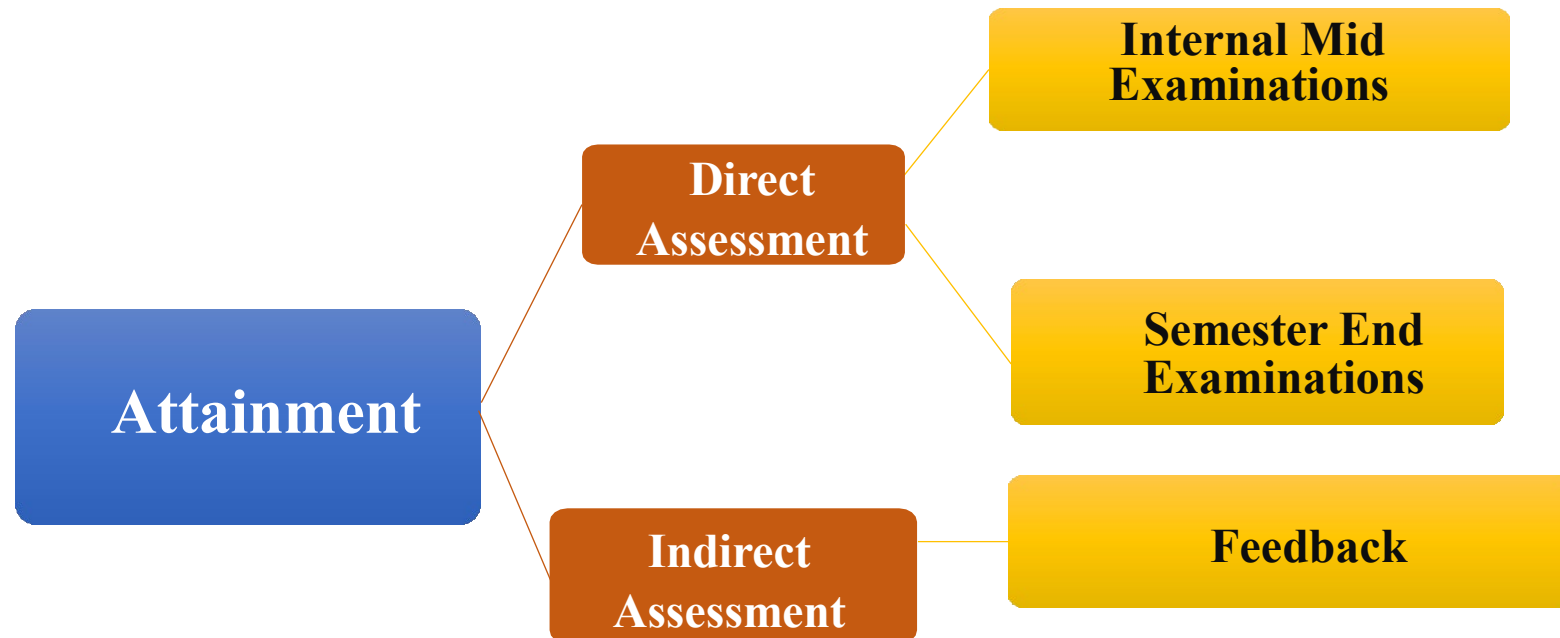 Internal Mid
Examinations
Direct
Assessment
Semester End
Examinations
Attainment
Indirect
Assessment
Feedback